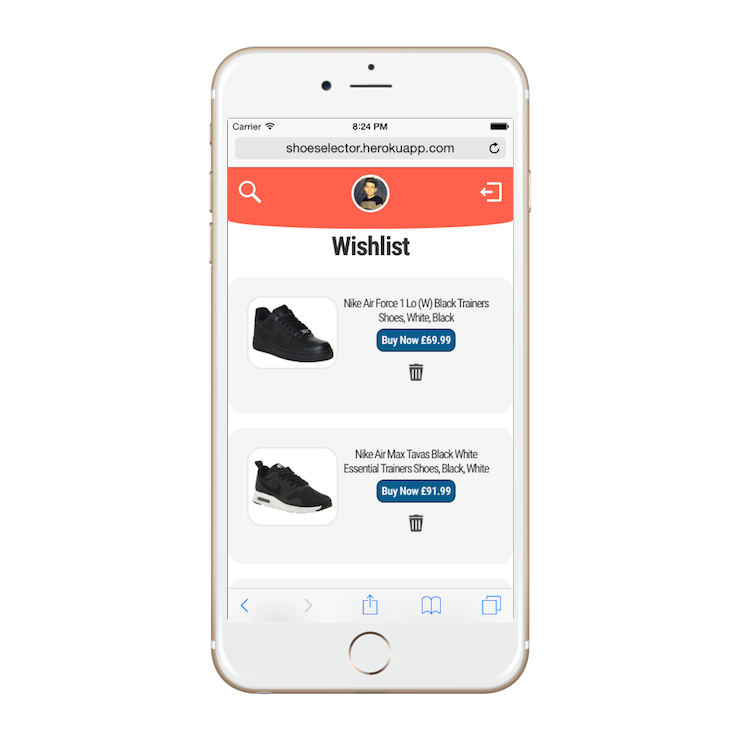 Carrier 8:24 PM
shoeselector.herokuapp.com
Wishlist
Nike Air Force 1 Lo (W) Black Trainers
Shoes, White, Black
Buy Now £69.99
Nike Air Max Tavas Black White
Essential Trainers Shoes, Black, White
Buy Now £91.99